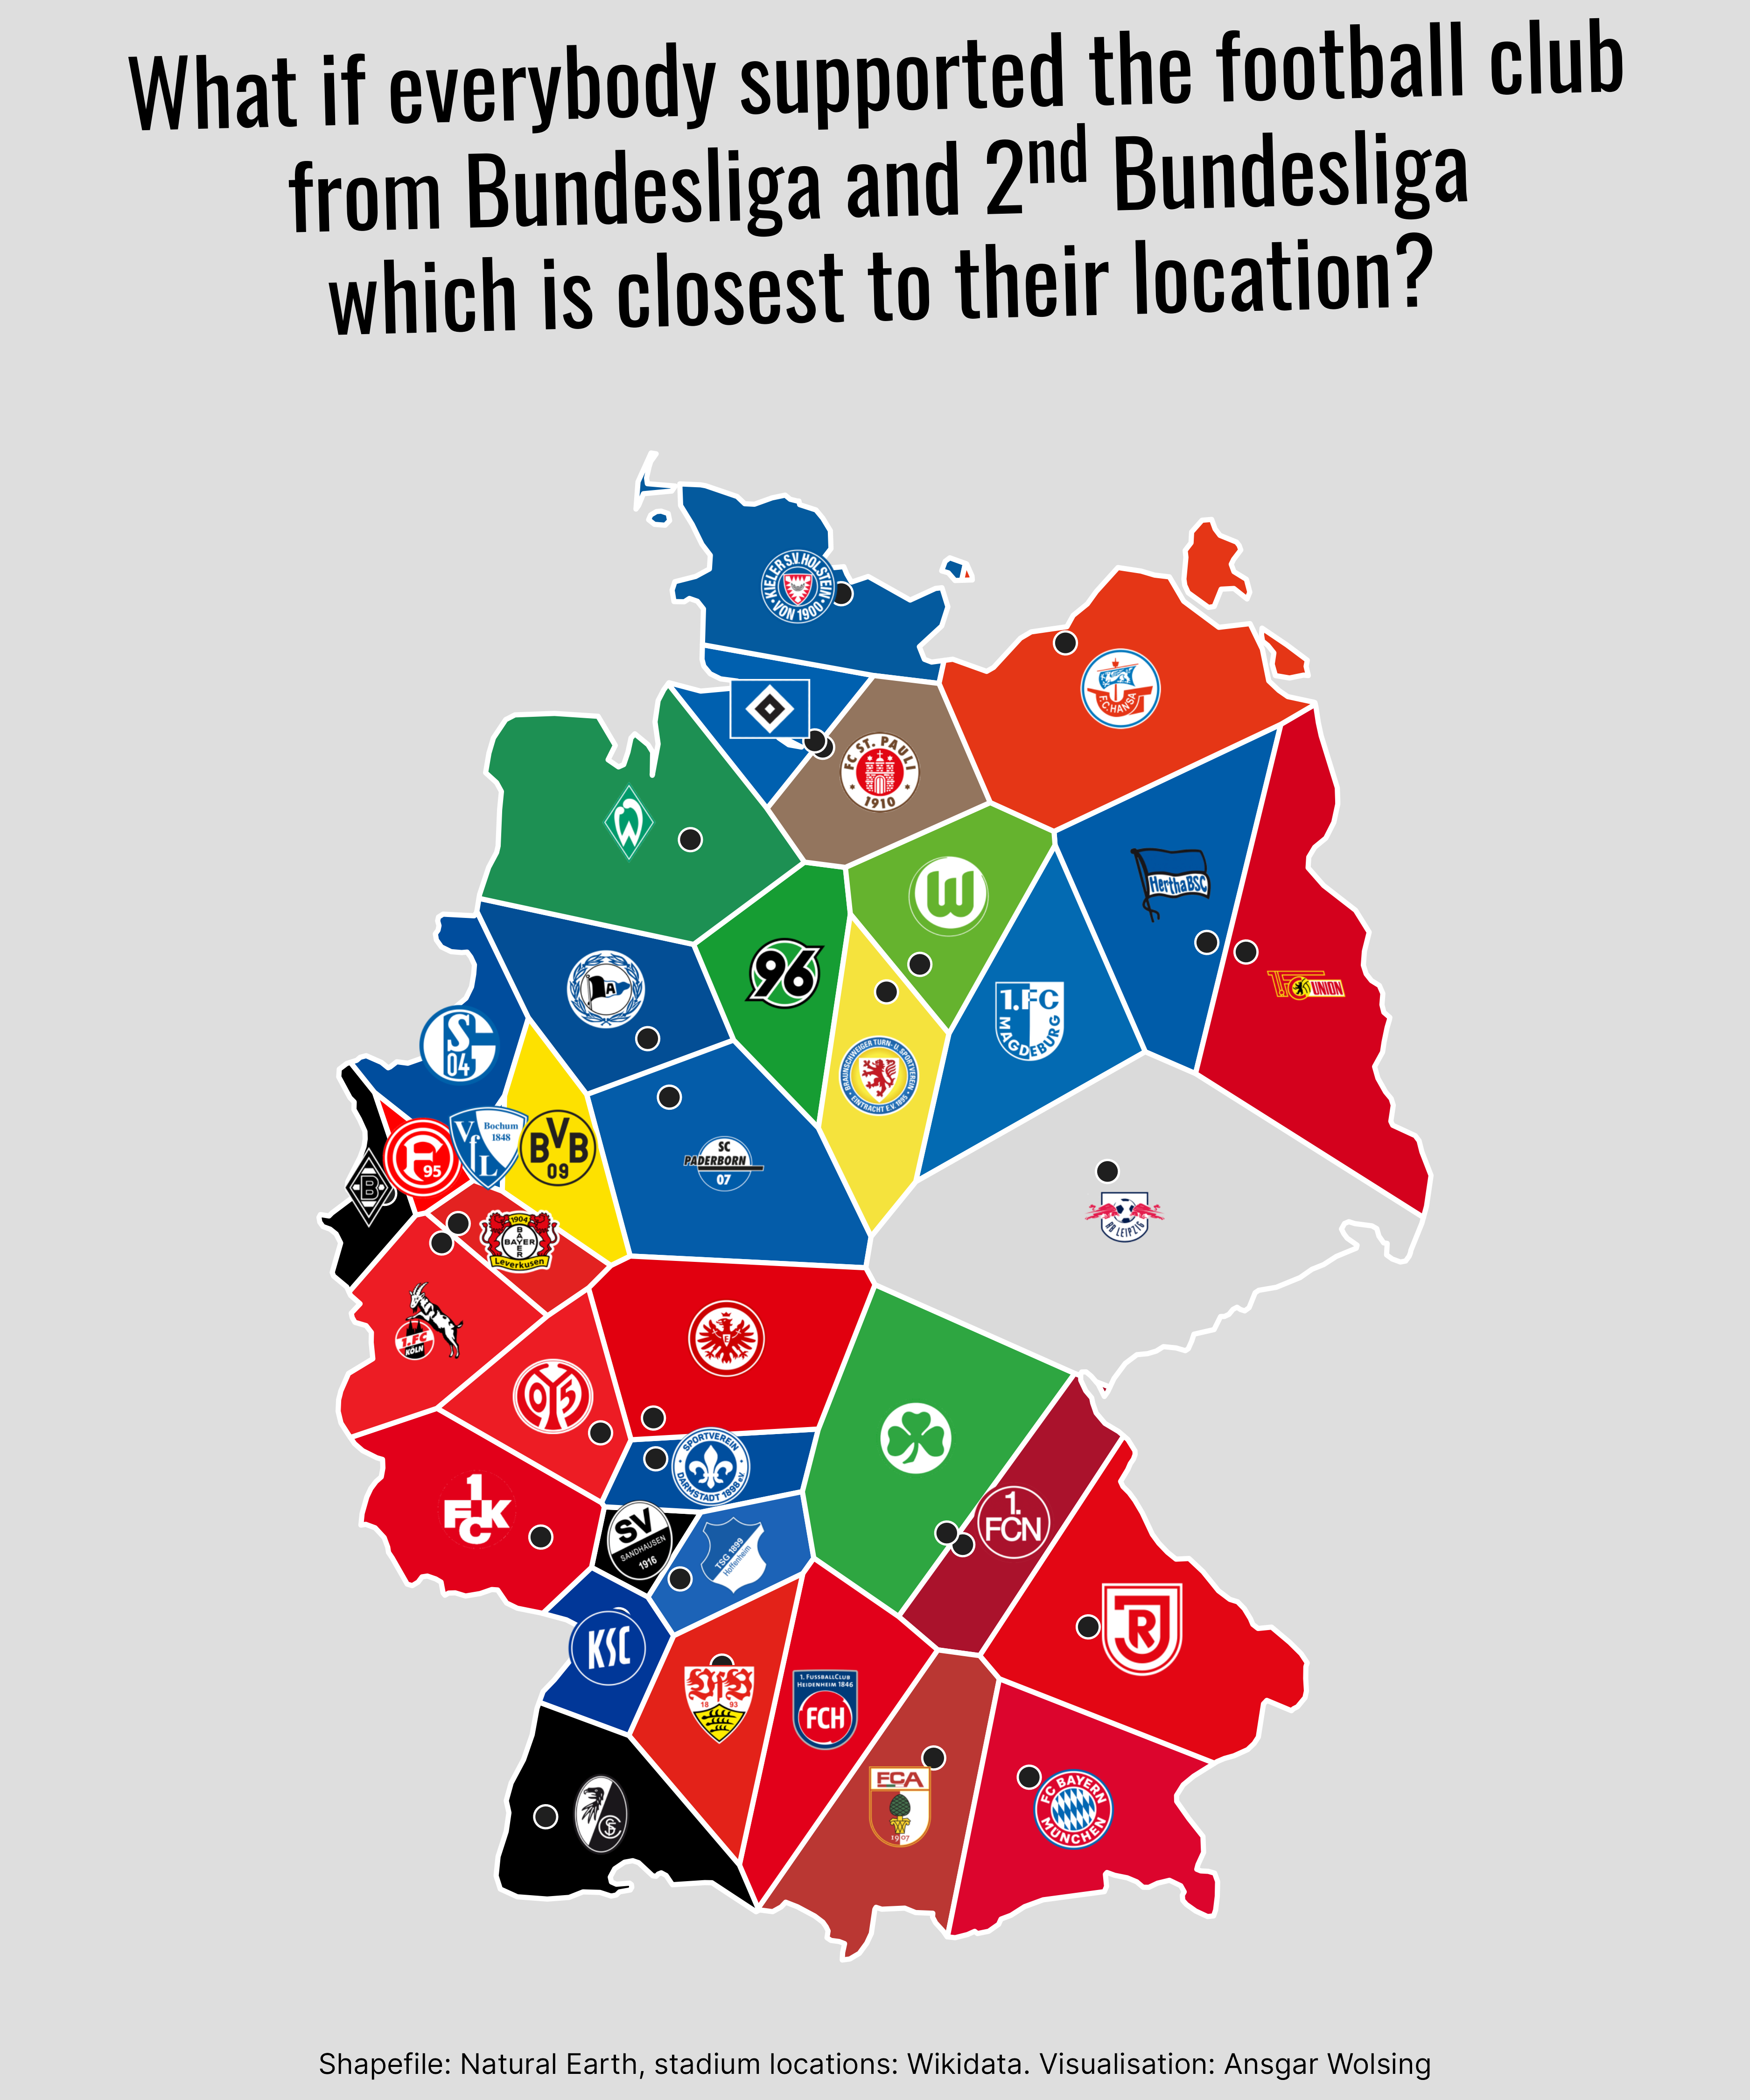 What if everybody supported the football club
from Bundesliga and 2nd Bundesliga
which is closest to their location?
KIELER S.V. HOLSTEIN
VON 1900
F.C. HANSA
FC ST. PAULI
1910
W
HerthaBSC
96
A
1.FC
MAGDEBURG
1.FC UNION
S
04
BRAUNSCHWEIGER TURN- U. SPORTVEREIN
EINTRACHT E.V. 1895
F
95
VfL
Bochum
1848
BVB
09
SC
PADERBORN
07
B
RB LEIPZIG
1904
BAYER
BAYER
Leverkusen
1.FC
KÖLN
E
05
SPORTVEREIN
DARMSTADT 1898 e.V.
1
FCK
SV
SANDHAUSEN
1916
TSG 1899
Hoffenheim
1.
FCN
KSC
R
VfB
18 93
1. FUSSBALLCLUB
HEIDENHEIM 1846
FCH
FCA
1907
SC
FC BAYERN
MÜNCHEN
Shapefile: Natural Earth, stadium locations: Wikidata. Visualisation: Ansgar Wolsing